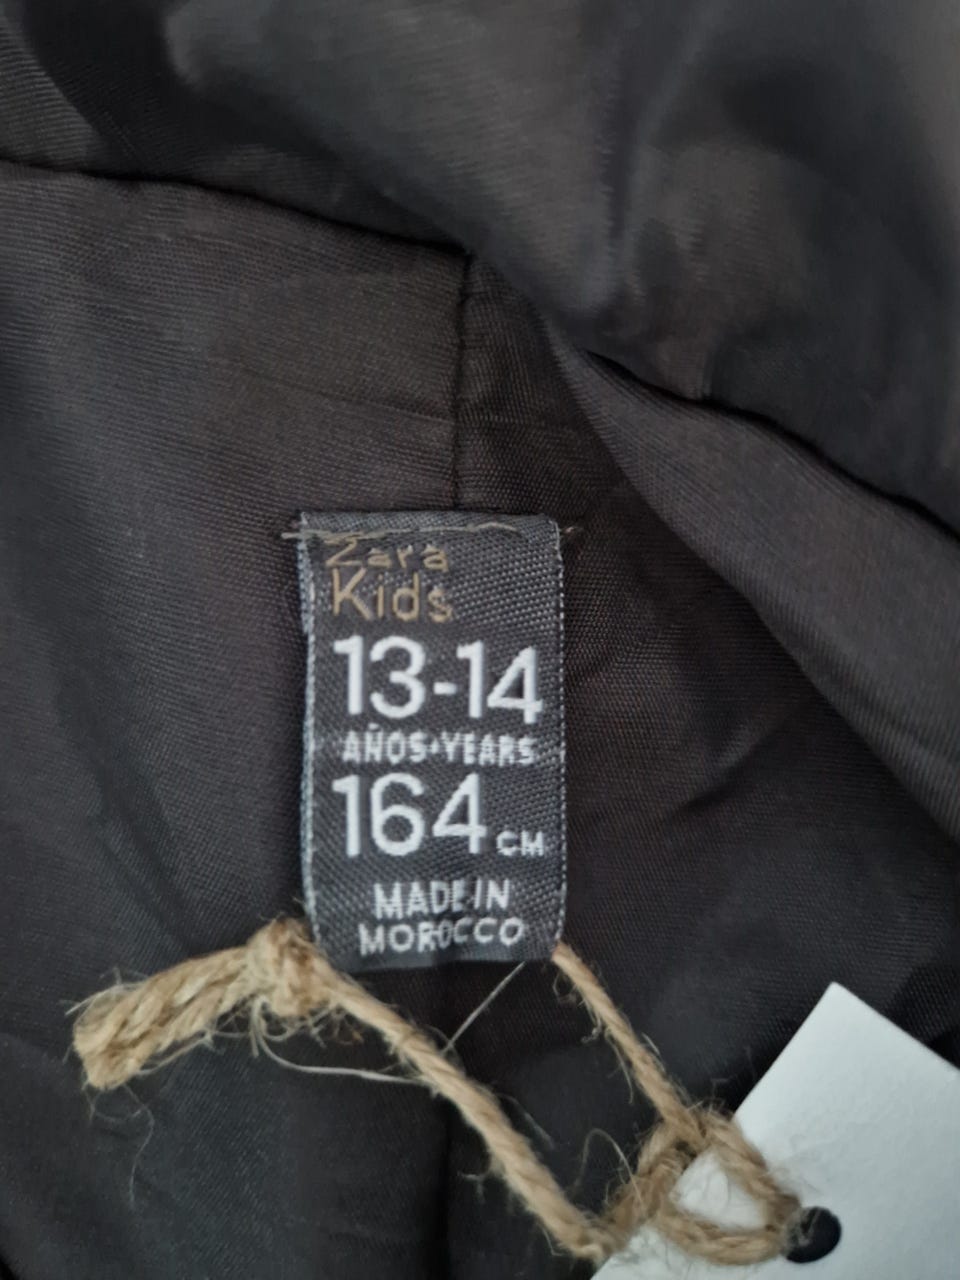 Zara
Kids
13-14
AÑOS•YEARS
164 CM
MADE IN
MOROCCO